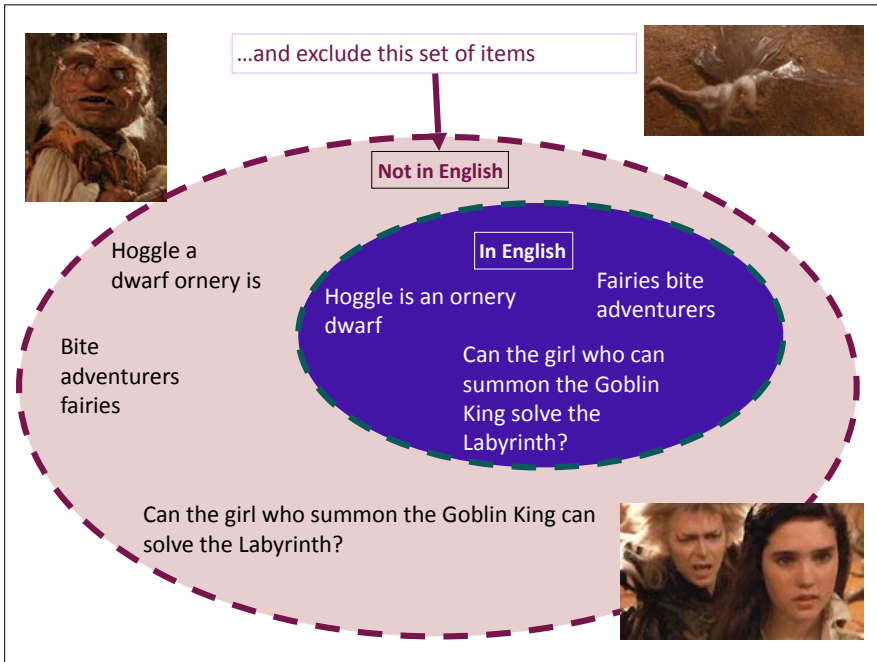 ...and exclude this set of items
Not in English
In English
Hoggle a
dwarf ornery is
Hoggle is an ornery
dwarf
Fairies bite
adventurers
Bite
adventurers
fairies
Can the girl who can
summon the Goblin
King solve the
Labyrinth?
Can the girl who summon the Goblin King can
solve the Labyrinth?